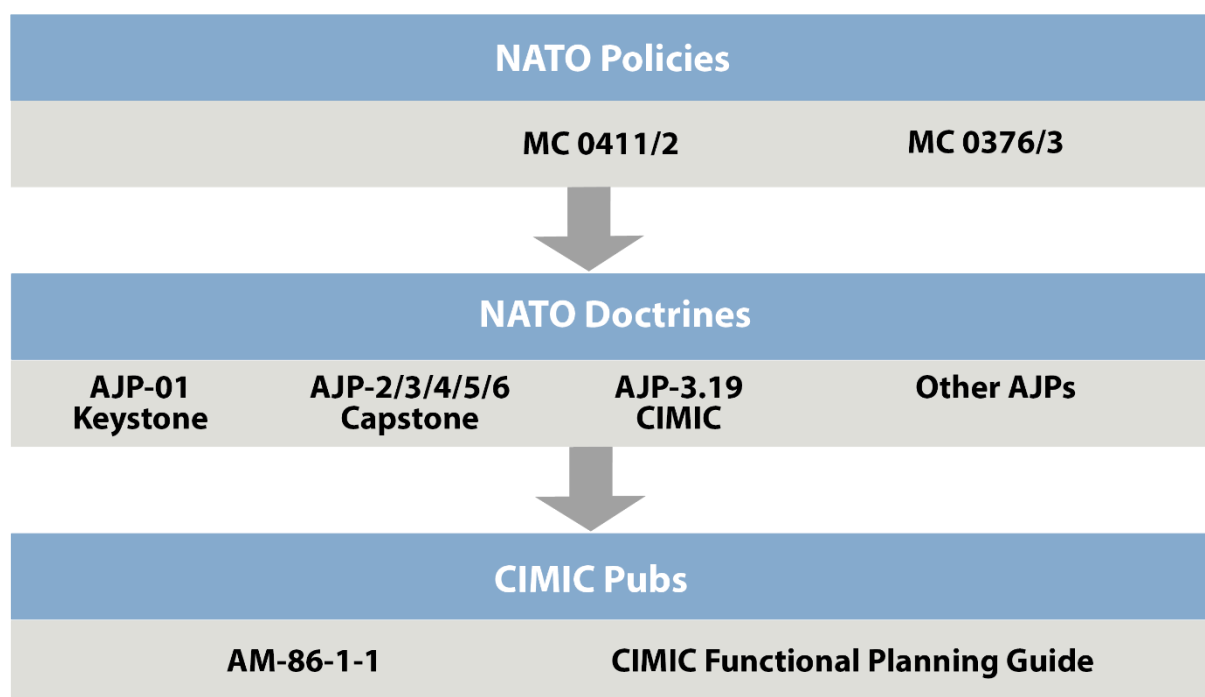 NATO Policies
MC 0411/2
MC 0376/3
NATO Doctrines
AJP-01
Keystone
AJP-2/3/4/5/6
Capstone
AJP-3.19
CIMIC
Other AJPs
CIMIC Pubs
AM-86-1-1
CIMIC Functional Planning Guide